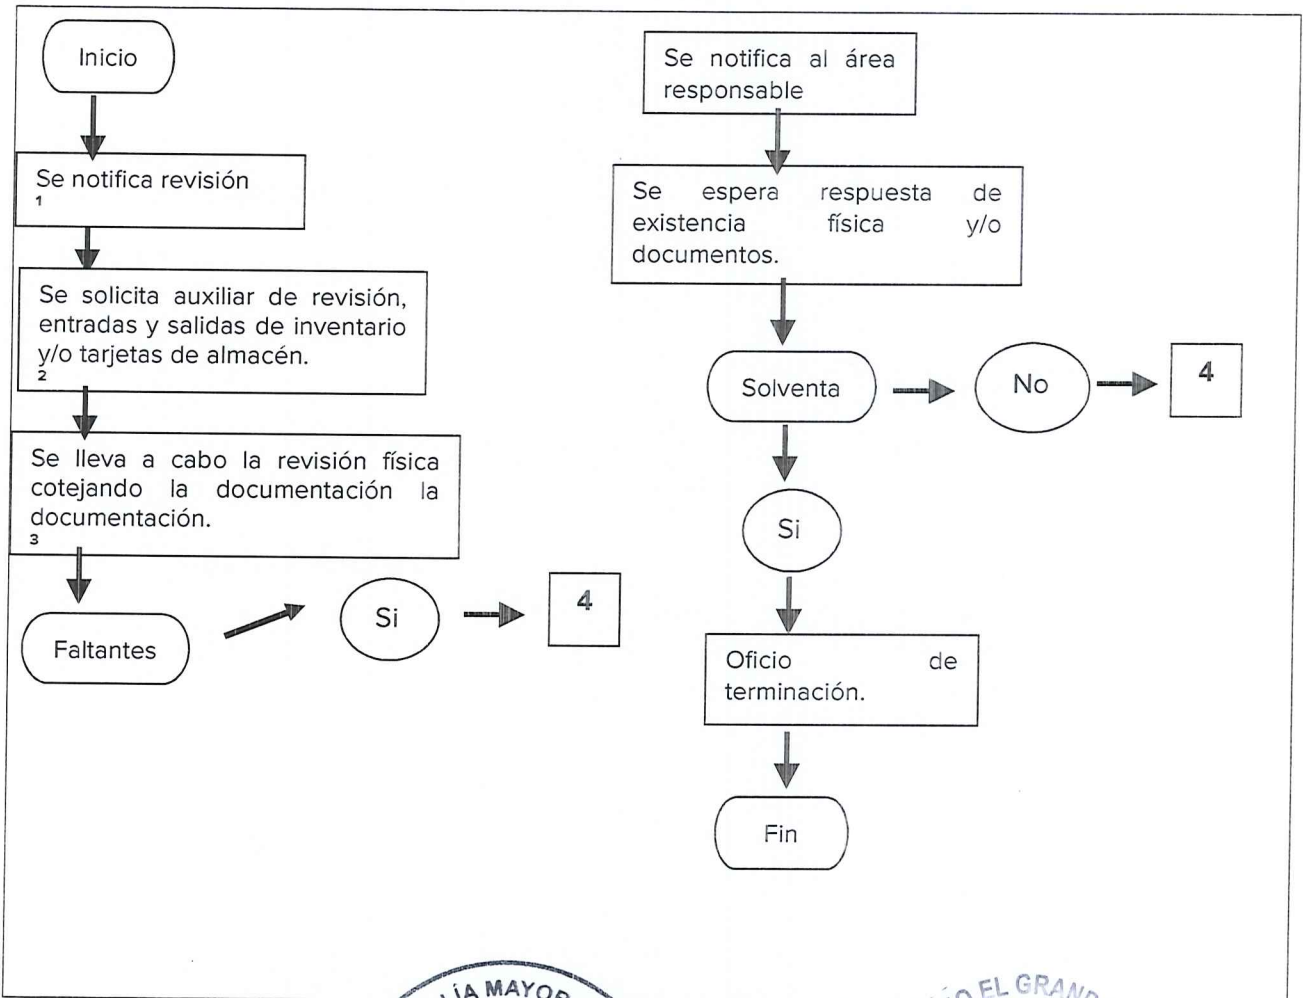 Inicio
Se notifica revisión
1
Se solicita auxiliar de revisión,
entradas y salidas de inventario
y/o tarjetas de almacén.
2
Se lleva a cabo la revisión física
cotejando la documentación la
documentación.
3
Faltantes
Si
4
Se notifica al área
responsable
Se espera respuesta de
existencia física y/o
documentos.
Solventa
No
4
Si
Oficio de
terminación.
Fin
EL GRAN